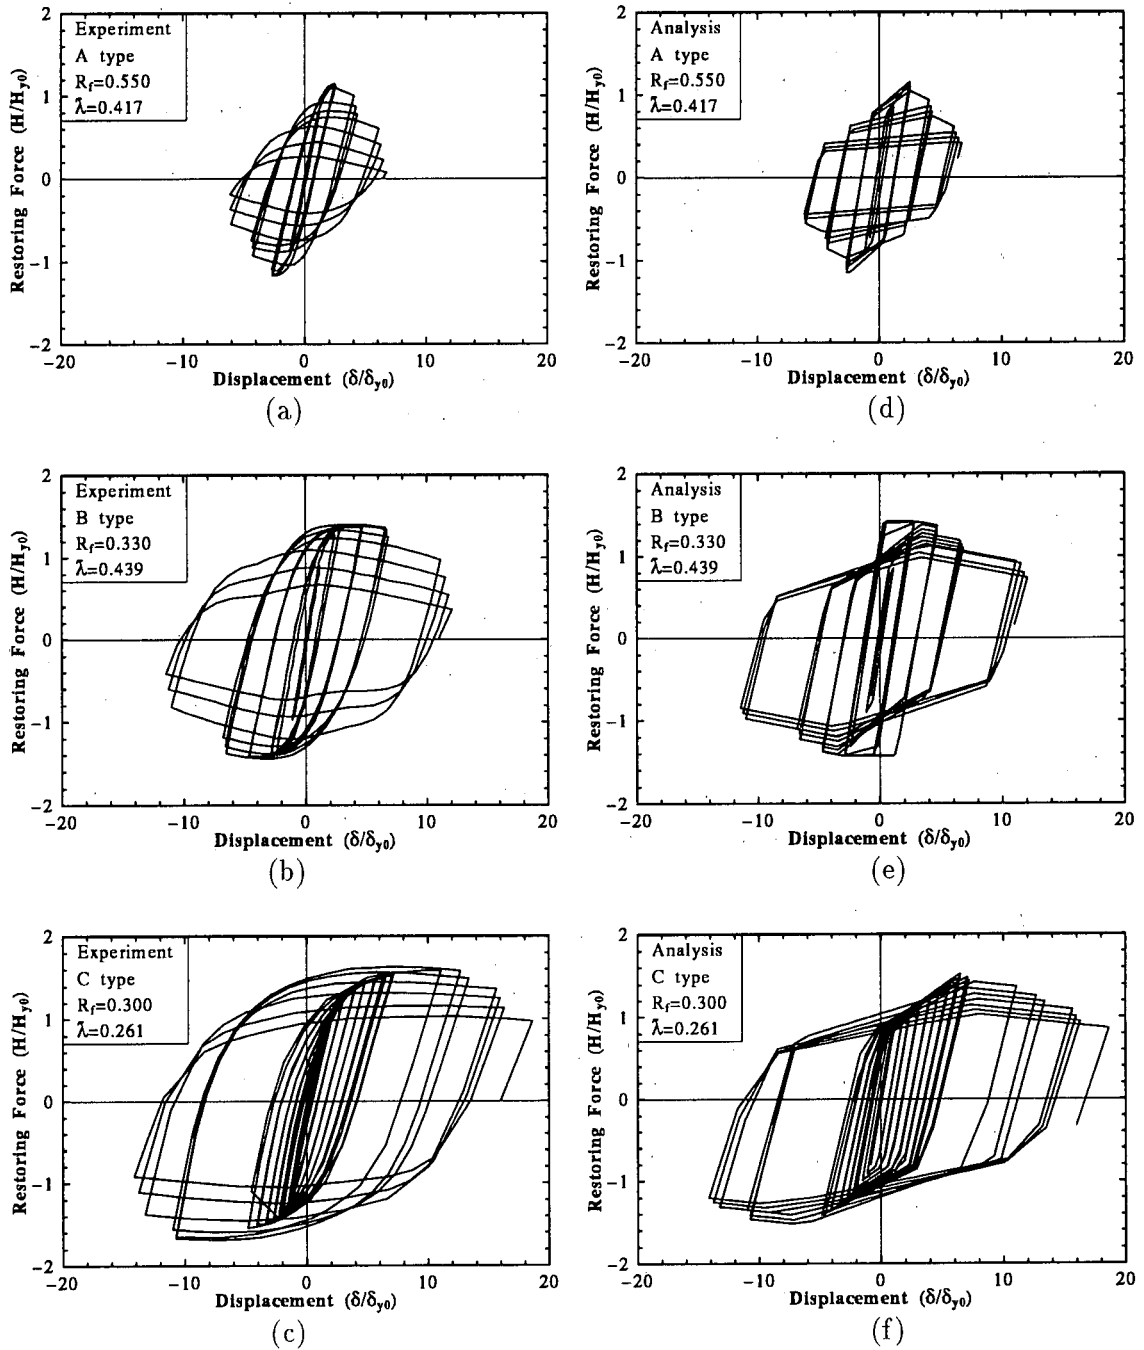 Experiment
A type
R_f=0.550
λ̄=0.417
2
1
0
−1
−2
Restoring Force (H/H_y0)
−20
−10
0
10
20
Displacement (δ/δ_y0)
(a)
Analysis
A type
R_f=0.550
λ̄=0.417
2
1
0
−1
−2
Restoring Force (H/H_y0)
−20
−10
0
10
20
Displacement (δ/δ_y0)
(d)
Experiment
B type
R_f=0.330
λ̄=0.439
2
1
0
−1
−2
Restoring Force (H/H_y0)
−20
−10
0
10
20
Displacement (δ/δ_y0)
(b)
Analysis
B type
R_f=0.330
λ̄=0.439
2
1
0
−1
−2
Restoring Force (H/H_y0)
−20
−10
0
10
20
Displacement (δ/δ_y0)
(e)
Experiment
C type
R_f=0.300
λ̄=0.261
2
1
0
−1
−2
Restoring Force (H/H_y0)
−20
−10
0
10
20
Displacement (δ/δ_y0)
(c)
Analysis
C type
R_f=0.300
λ̄=0.261
2
1
0
−1
−2
Restoring Force (H/H_y0)
−20
−10
0
10
20
Displacement (δ/δ_y0)
(f)